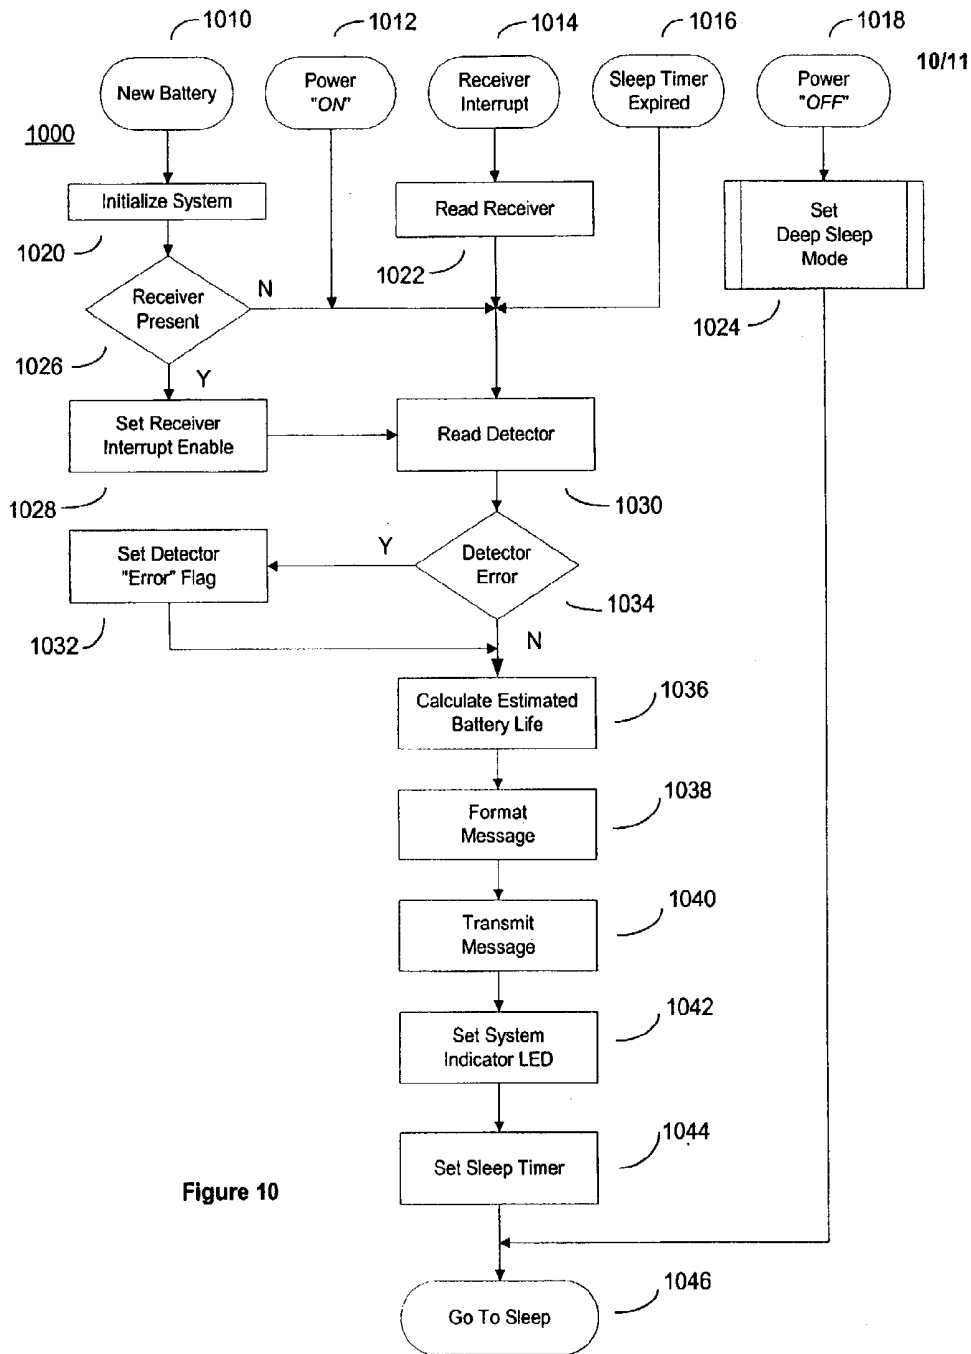 1010
1012
1014
1016
1018
10/11
New Battery
Power
"ON"
Receiver
Interrupt
Sleep Timer
Expired
Power
"OFF"
1000
Initialize System
Read Receiver
Set
Deep Sleep
Mode
1020
1022
1024
Receiver
Present
N
1026
Y
Set Receiver
Interrupt Enable
Read Detector
1028
1030
Set Detector
"Error" Flag
Y
Detector
Error
1032
1034
N
Calculate Estimated
Battery Life
1036
Format
Message
1038
Transmit
Message
1040
Set System
Indicator LED
1042
Set Sleep Timer
1044
Figure 10
Go To Sleep
1046